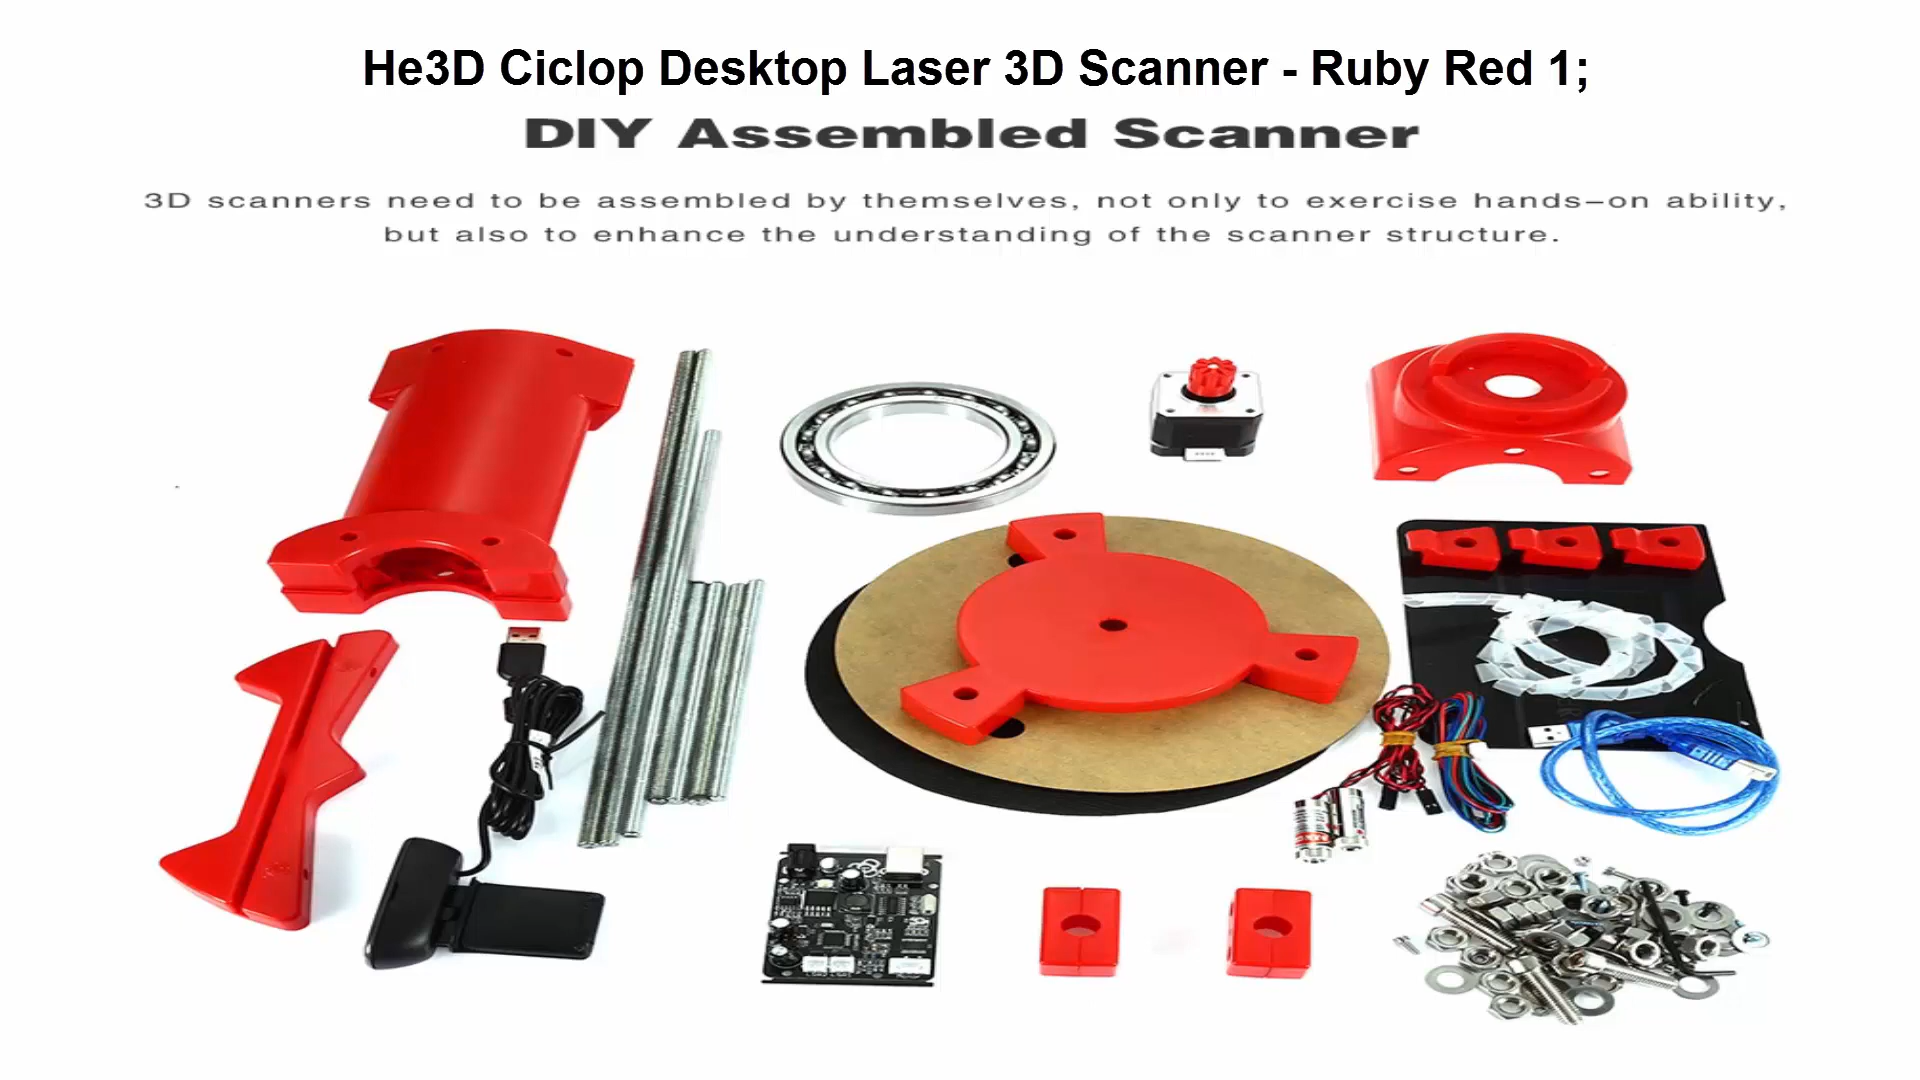 He3D Ciclop Desktop Laser 3D Scanner - Ruby Red 1;
DIY Assembled Scanner
3D scanners need to be assembled by themselves, not only to exercise hands-on ability,
but also to enhance the understanding of the scanner structure.